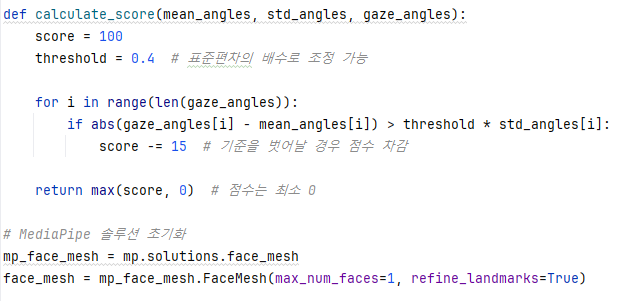 def calculate_score(mean_angles, std_angles, gaze_angles):
    score = 100
    threshold = 0.4  # 표준편차의 배수로 조정 가능

    for i in range(len(gaze_angles)):
        if abs(gaze_angles[i] - mean_angles[i]) > threshold * std_angles[i]:
            score -= 15  # 기준을 벗어날 경우 점수 차감

    return max(score, 0)  # 점수는 최소 0

# MediaPipe 솔루션 초기화
mp_face_mesh = mp.solutions.face_mesh
face_mesh = mp_face_mesh.FaceMesh(max_num_faces=1, refine_landmarks=True)